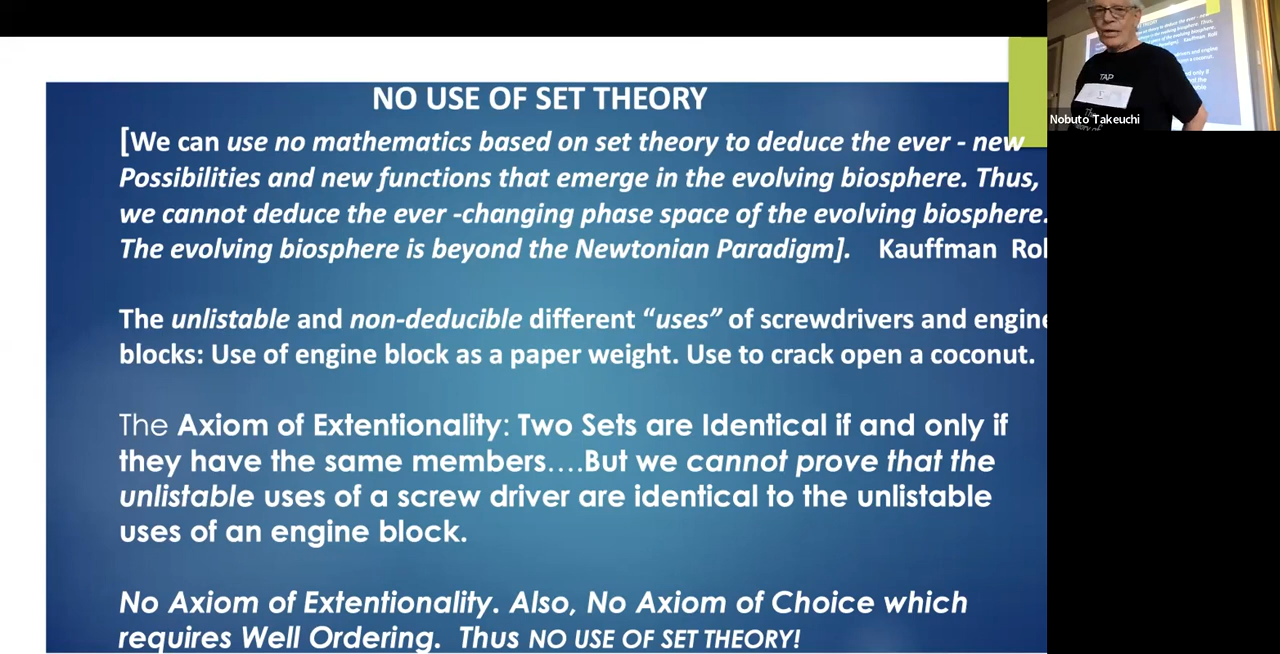 NO USE OF SET THEORY
[We can use no mathematics based on set theory to deduce the ever - new
Possibilities and new functions that emerge in the evolving biosphere. Thus,
we cannot deduce the ever -changing phase space of the evolving biosphere.
The evolving biosphere is beyond the Newtonian Paradigm]. Kauffman
The unlistable and non-deducible different “uses” of screwdrivers and engine
blocks: Use of engine block as a paper weight. Use to crack open a coconut.
The Axiom of Extentionality: Two Sets are Identical if and only if
they have the same members....But we cannot prove that the
unlistable uses of a screw driver are identical to the unlistable
uses of an engine block.
No Axiom of Extentionality. Also, No Axiom of Choice which
requires Well Ordering. Thus NO USE OF SET THEORY!
TAP
Nobuto Takeuchi